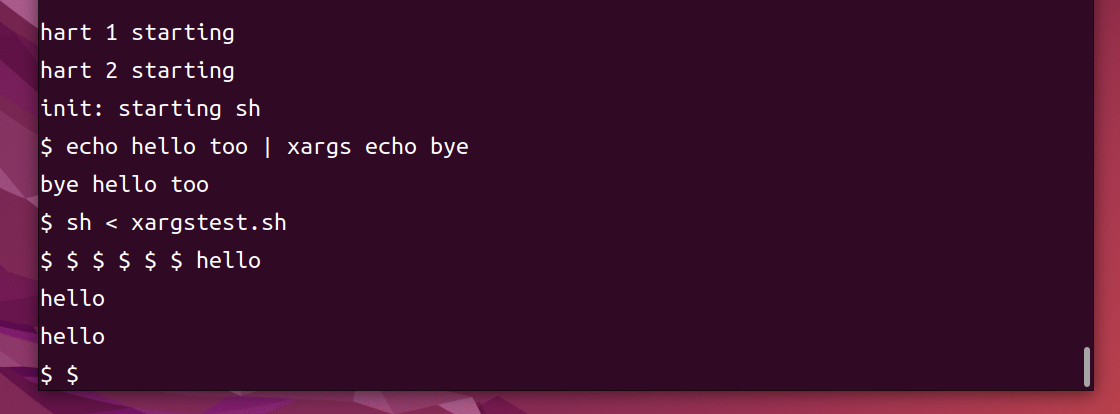 hart 1 starting
hart 2 starting
init: starting sh
$ echo hello too | xargs echo bye
bye hello too
$ sh < xargstest.sh
$ $ $ $ $ $ hello
hello
hello
$ $